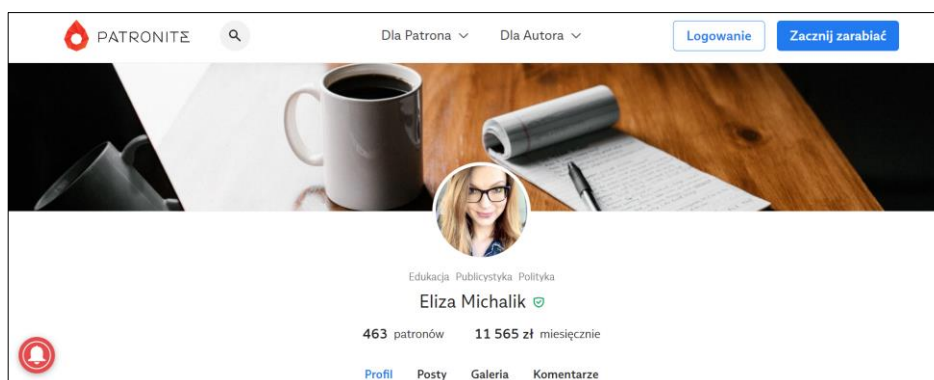 PATRONITE Dla Patrona Dla Autora Logowanie Zacznij zarabiać
Edukacja Publicystyka Polityka
Eliza Michalik
463 patronów 11 565 zł miesięcznie
Profil Posty Galeria Komentarze